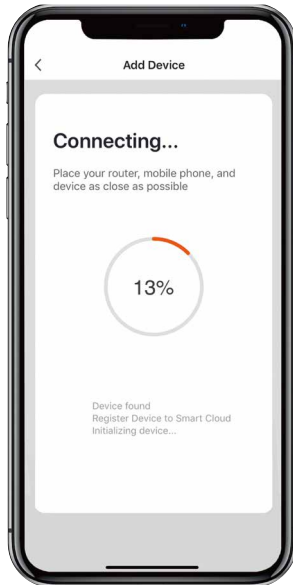 Add Device
Connecting...
Place your router, mobile phone, and
device as close as possible
13%
Device found
Register Device to Smart Cloud
Initializing device...